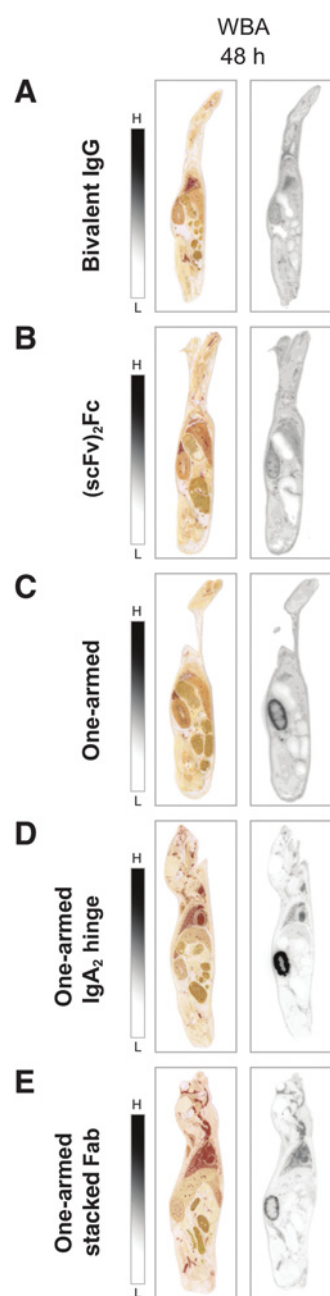 WBA
48 h
A
Bivalent IgG
H
L
B
(scFv)₂Fc
H
L
C
One-armed
H
L
D
One-armed
IgA₂ hinge
H
L
E
One-armed
stacked Fab
H
L